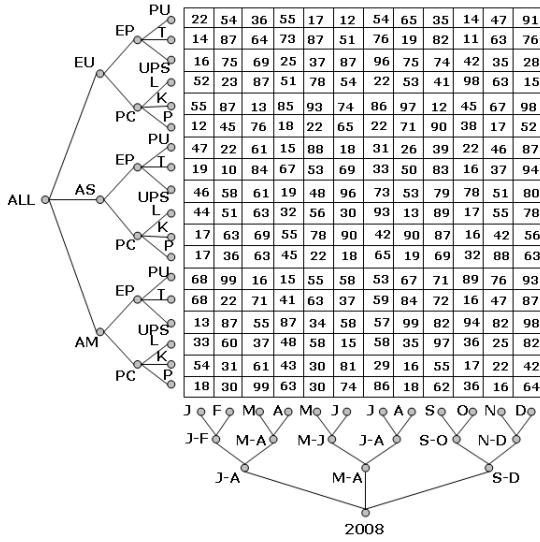 PU 22 54 36 55 17 12 54 65 35 14 47 91
EP T 14 87 64 73 87 51 76 19 82 11 63 76
UPS 16 75 69 25 37 87 96 75 74 42 35 28
EU L 52 23 87 51 78 54 22 53 41 98 63 15
PC K 55 87 13 85 93 74 86 97 12 45 67 98
P 12 45 76 18 22 65 22 71 90 38 17 52
PU 47 22 61 15 88 18 31 26 39 22 46 87
EP T 19 10 84 67 53 69 33 50 83 16 37 94
UPS 46 58 61 19 48 96 73 53 79 78 51 80
ALL AS L 44 51 63 32 56 30 93 13 89 17 55 78
PC K 17 63 69 55 78 90 42 90 87 16 42 56
P 17 36 63 45 22 18 65 19 69 32 88 63
PU 68 99 16 15 55 58 53 67 71 89 76 93
EP T 68 22 71 41 63 37 59 84 72 16 47 87
UPS 13 87 55 87 34 58 57 99 82 94 82 98
AM L 33 60 37 48 58 15 58 35 97 36 25 82
PC K 54 31 61 43 30 81 29 16 55 17 22 42
P 18 30 99 63 30 74 86 18 62 36 16 64
J F M A M J J A S O N D
J-F M-A M-J J-A S-O N-D
J-A M-A S-D
2008